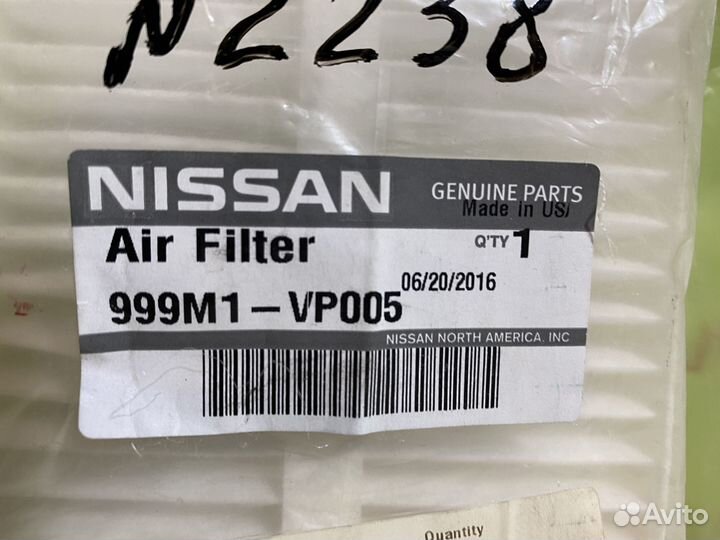 N2238
NISSAN GENUINE PARTS
Made in USA
Air Filter Q'TY 1
06/20/2016
999M1-VP005
NISSAN NORTH AMERICA, INC
Quantity
Avito